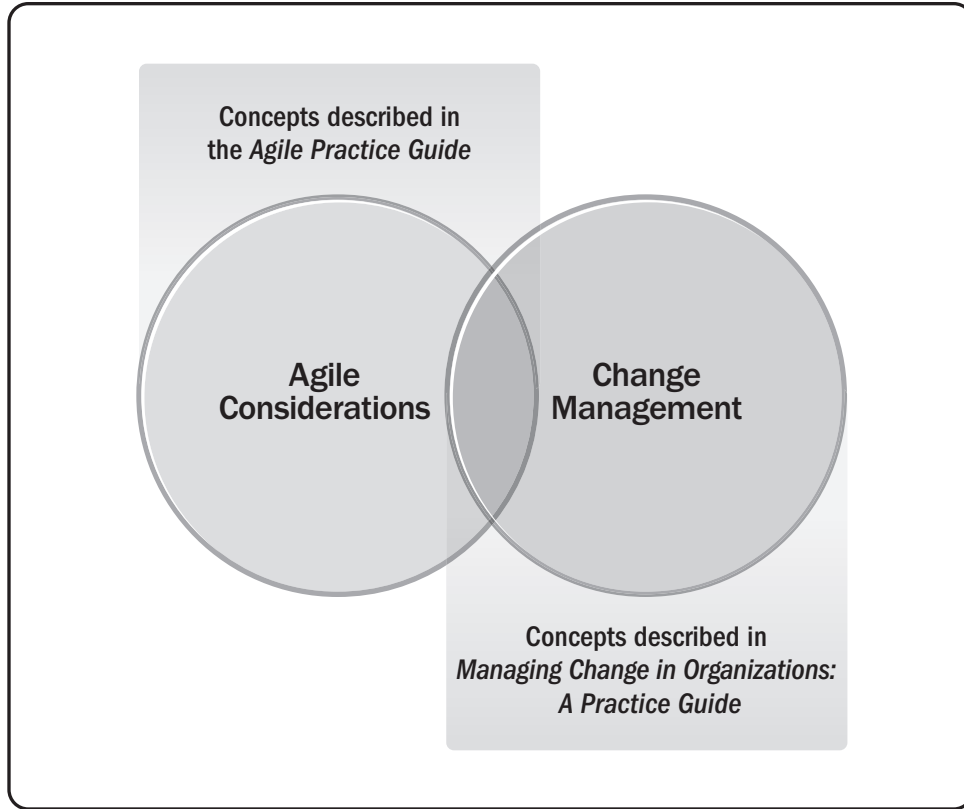 Concepts described in
the Agile Practice Guide
Agile
Considerations
Change
Management
Concepts described in
Managing Change in Organizations:
A Practice Guide